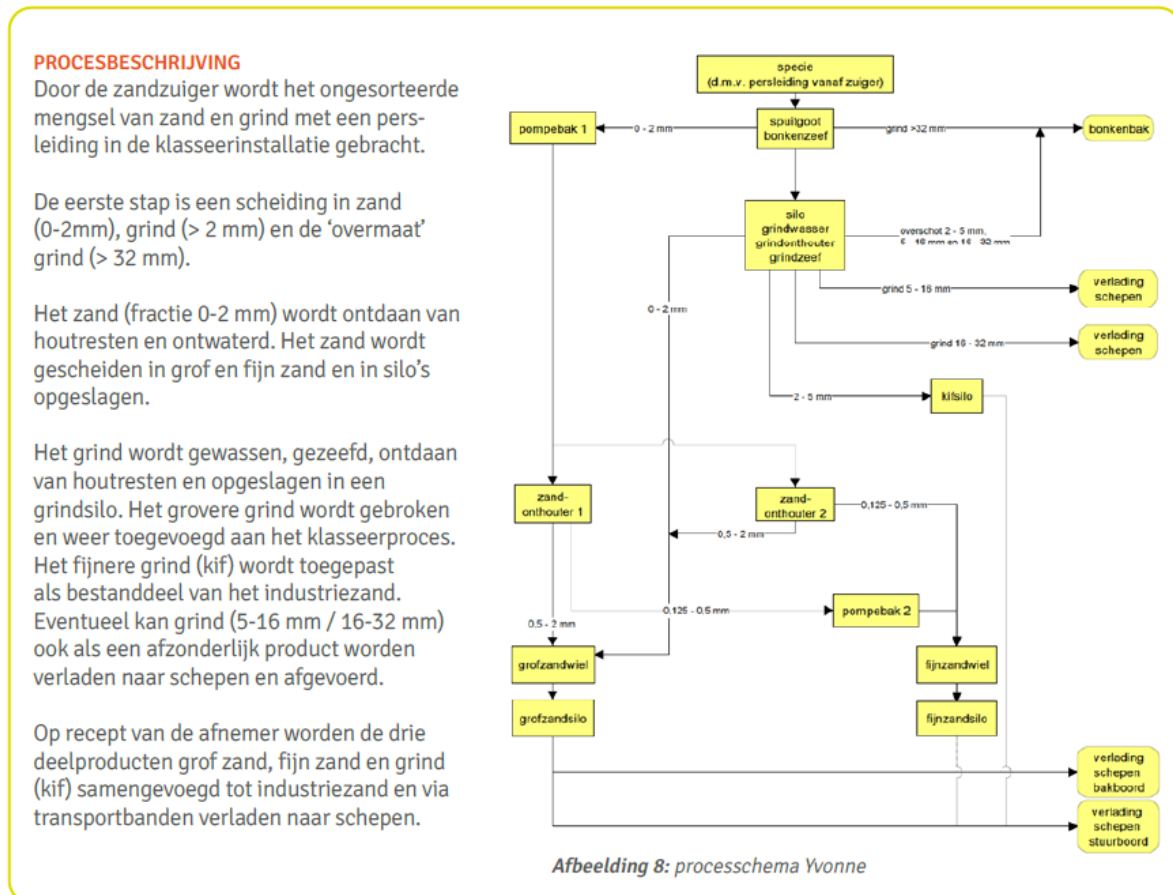 PROCESBESCHRIJVING
Door de zandzuiger wordt het ongesorteerde
mengsel van zand en grind met een pers-
leiding in de klasseerinstallatie gebracht.
De eerste stap is een scheiding in zand
(0-2mm), grind (> 2 mm) en de ‘overmaat’
grind (> 32 mm).
Het zand (fractie 0-2 mm) wordt ontdaan van
houtresten en ontwaterd. Het zand wordt
gescheiden in grof en fijn zand en in silo’s
opgeslagen.
Het grind wordt gewassen, gezeefd, ontdaan
van houtresten en opgeslagen in een
grindsilo. Het grovere grind wordt gebroken
en weer toegevoegd aan het klasseerproces.
Het fijnere grind (kif) wordt toegepast
als bestanddeel van het industriezand.
Eventueel kan grind (5-16 mm / 16-32 mm)
ook als een afzonderlijk product worden
verladen naar schepen en afgevoerd.
Op recept van de afnemer worden de drie
deelproducten grof zand, fijn zand en grind
(kif) samengevoegd tot industriezand en via
transportbanden verladen naar schepen.
specie
(d.m.v. persleiding vanaf zuiger)
pompebak 1
0 - 2 mm
spuitgoot
bonkenzeef
grind >32 mm
bonkenbak
silo
grindwasser
grindonthouter
grindzeef
overschot 2 - 5 mm,
5 - 16 mm en 16 - 32 mm
0 - 2 mm
grind 5 - 16 mm
verlading
schepen
grind 16 - 32 mm
verlading
schepen
2 - 5 mm
kifsilo
zand-
onthouter 1
zand-
onthouter 2
0,125 - 0,5 mm
0,5 - 2 mm
0,125 - 0,5 mm
pompebak 2
0,5 - 2 mm
grofzandwiel
fijnzandwiel
grofzandsilo
fijnzandsilo
verlading
schepen
bakboord
verlading
schepen
stuurboord
Afbeelding 8: processchema Yvonne